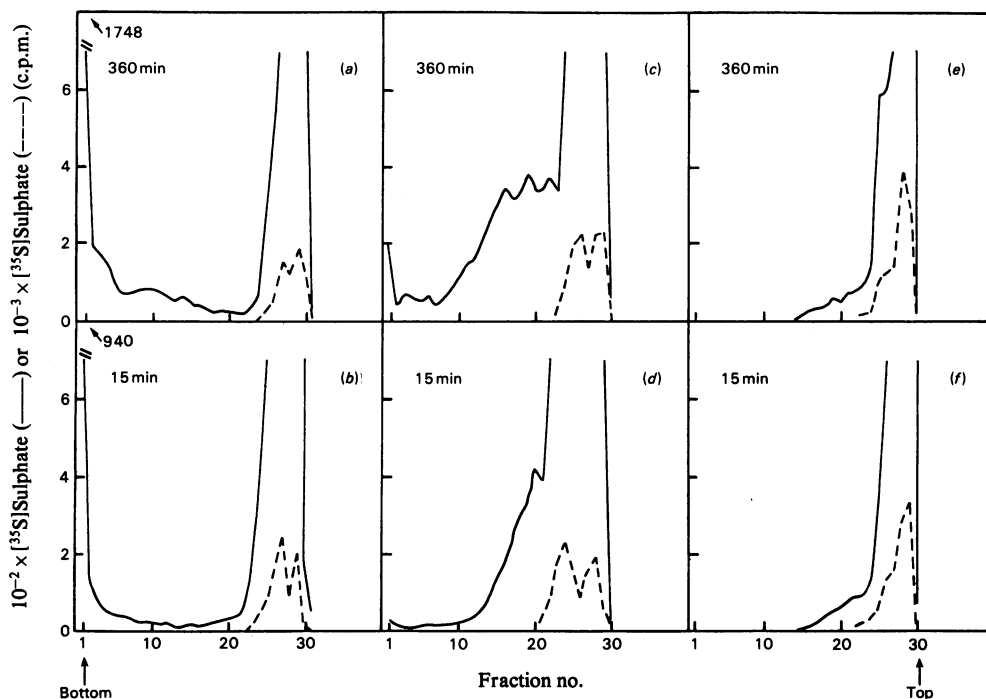 10⁻² × [³⁵S]Sulphate (——) or 10⁻³ × [³⁵S]Sulphate (----) (c.p.m.)
1748
360 min
(a)
360 min
(c)
360 min
(e)
6
4
2
0
940
15 min
(b)
15 min
(d)
15 min
(f)
6
4
2
0
1 10 20 30
1 10 20 30
1 10 20 30
Bottom
Fraction no.
Top